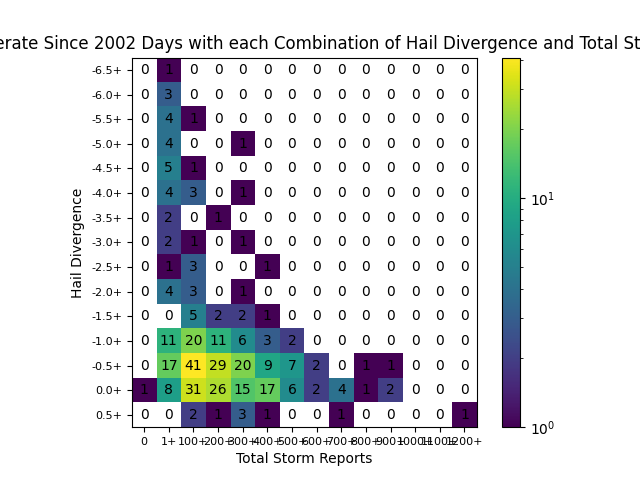 erate Since 2002 Days with each Combination of Hail Divergence and Total St
-6.5+ 0 1 0 0 0 0 0 0 0 0 0 0 0 0
-6.0+ 0 3 0 0 0 0 0 0 0 0 0 0 0 0
-5.5+ 0 4 1 0 0 0 0 0 0 0 0 0 0 0
-5.0+ 0 4 0 0 1 0 0 0 0 0 0 0 0 0
-4.5+ 0 5 1 0 0 0 0 0 0 0 0 0 0 0
-4.0+ 0 4 3 0 1 0 0 0 0 0 0 0 0 0
-3.5+ 0 2 0 1 0 0 0 0 0 0 0 0 0 0
-3.0+ 0 2 1 0 1 0 0 0 0 0 0 0 0 0
-2.5+ 0 1 3 0 0 1 0 0 0 0 0 0 0 0
-2.0+ 0 4 3 0 1 0 0 0 0 0 0 0 0 0
-1.5+ 0 0 5 2 2 1 0 0 0 0 0 0 0 0
-1.0+ 0 11 20 11 6 3 2 0 0 0 0 0 0 0
-0.5+ 0 17 41 29 20 9 7 2 0 1 1 0 0 0
0.0+ 1 8 31 26 15 17 6 2 4 1 2 0 0 0
0.5+ 0 0 2 1 3 1 0 0 1 0 0 0 0 1
0 1+ 100+ 200+ 300+ 400+ 500+ 600+ 700+ 800+ 900+ 1000+ 1100+ 1200+
Total Storm Reports
Hail Divergence
10^1
10^0